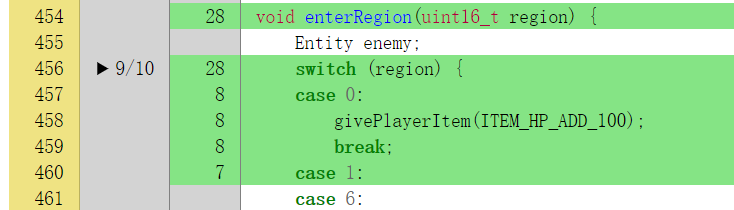 454 28 void enterRegion(uint16_t region) {
455 Entity enemy;
456 ▶ 9/10 28 switch (region) {
457 8 case 0:
458 8 givePlayerItem(ITEM_HP_ADD_100);
459 8 break;
460 7 case 1:
461 case 6: